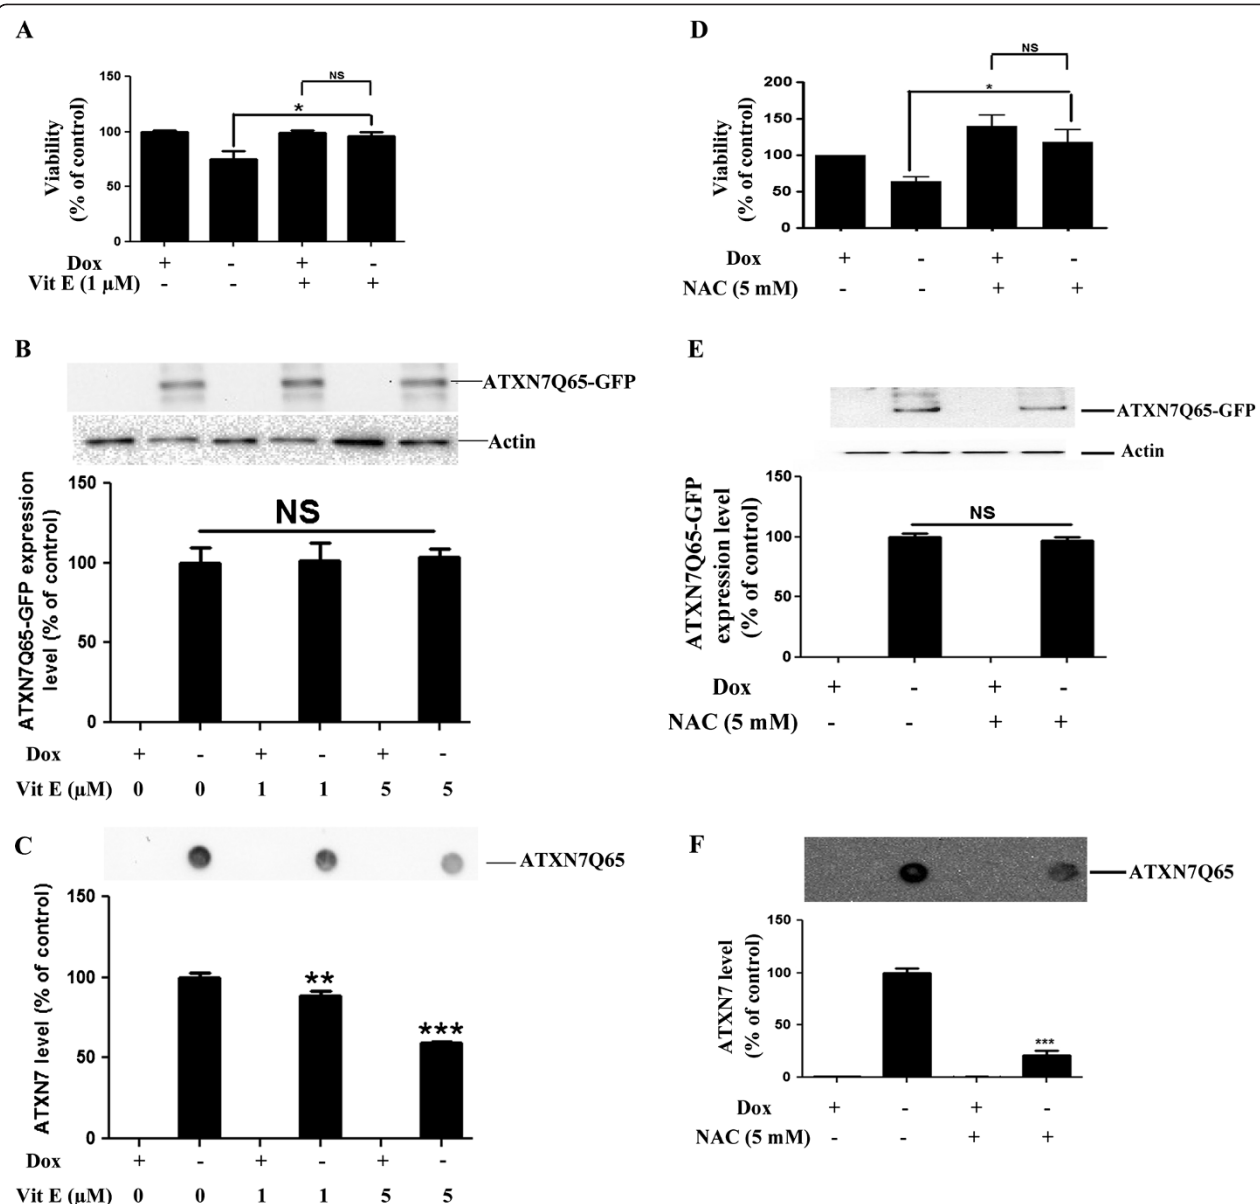 A
Viability
(% of control)
150
100
50
0
NS
*
Dox + - + -
Vit E (1 µM) - - + +
B
ATXN7Q65-GFP
Actin
ATXN7Q65-GFP expression
level (% of control)
150
100
50
0
NS
Dox + - + - + -
Vit E (µM) 0 0 1 1 5 5
C
ATXN7Q65
ATXN7 level (% of control)
150
100
50
0
**
***
Dox + - + - + -
Vit E (µM) 0 0 1 1 5 5
D
Viability
(% of control)
200
150
100
50
0
NS
*
Dox + - + -
NAC (5 mM) - - + +
E
ATXN7Q65-GFP
Actin
ATXN7Q65-GFP
expression level
(% of control)
150
100
50
0
NS
Dox + - + -
NAC (5 mM) - - + +
F
ATXN7Q65
ATXN7 level
(% of control)
150
100
50
0
***
Dox + - + -
NAC (5 mM) - - + +